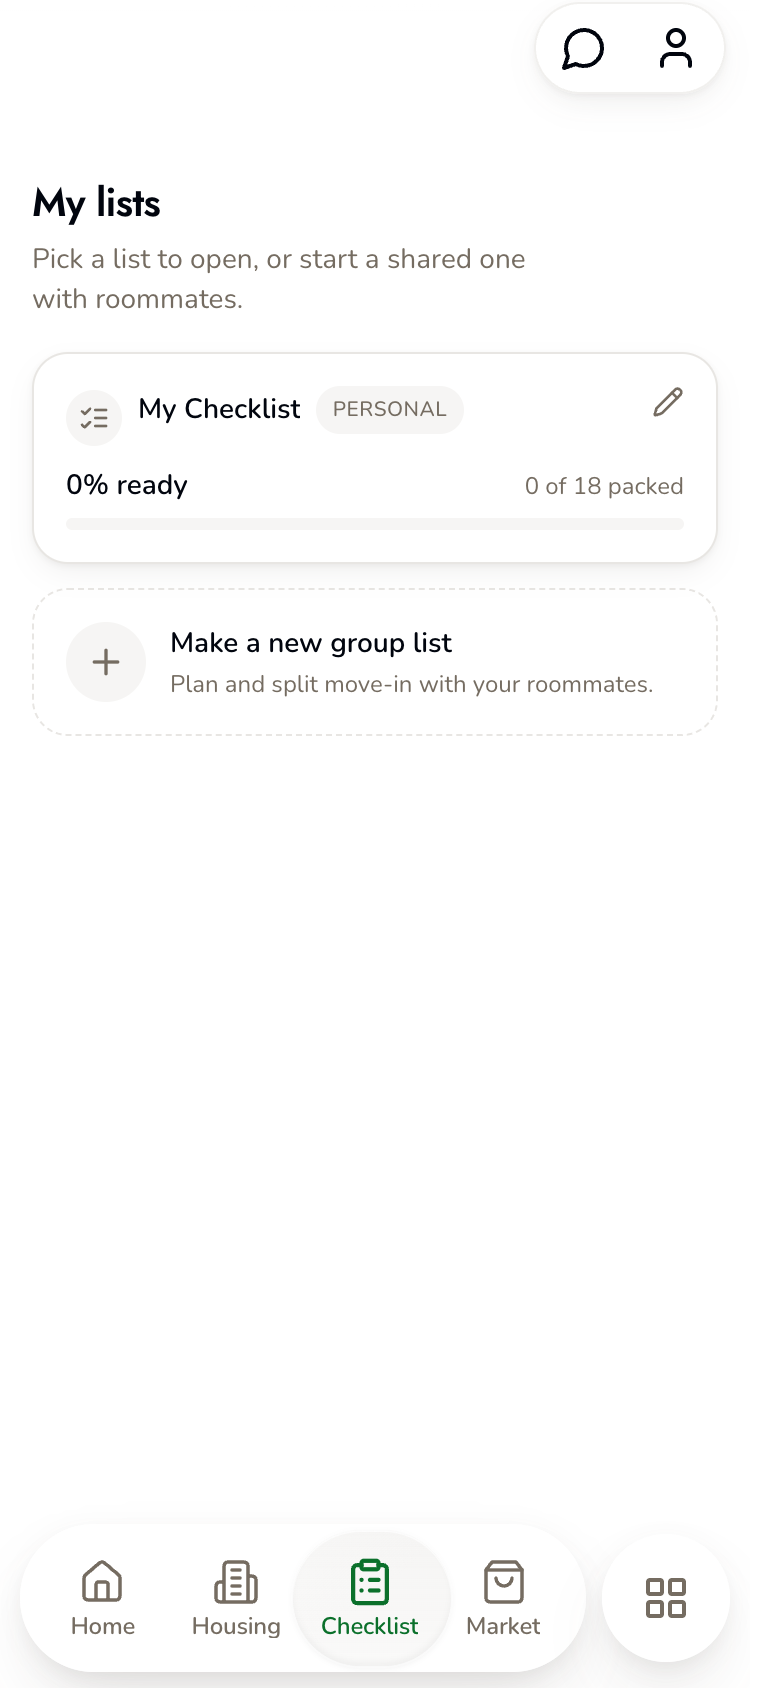 My lists
Pick a list to open, or start a shared one
with roommates.
My Checklist PERSONAL
0% ready 0 of 18 packed
Make a new group list
Plan and split move-in with your roommates.
Home Housing Checklist Market